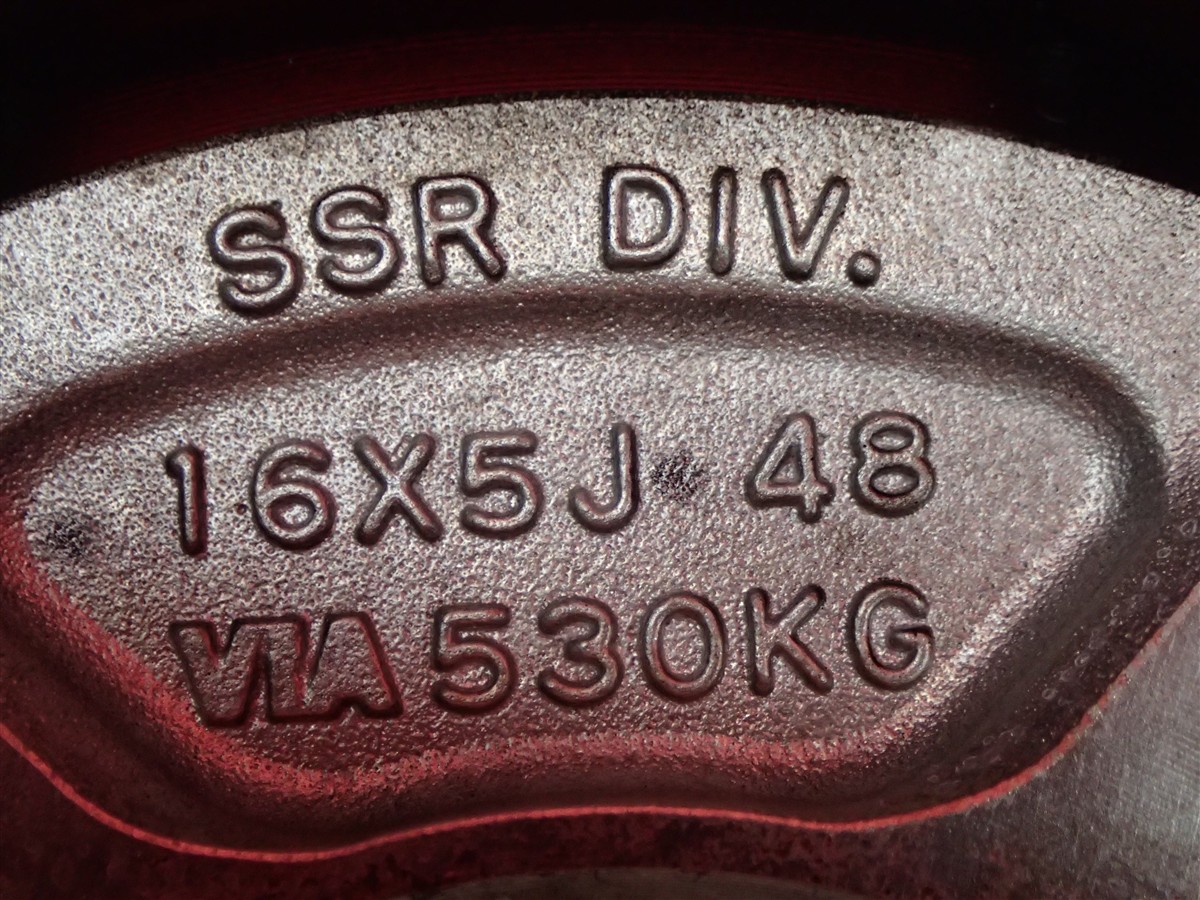 SSR DIV.
16X5J 48
VIA 530KG